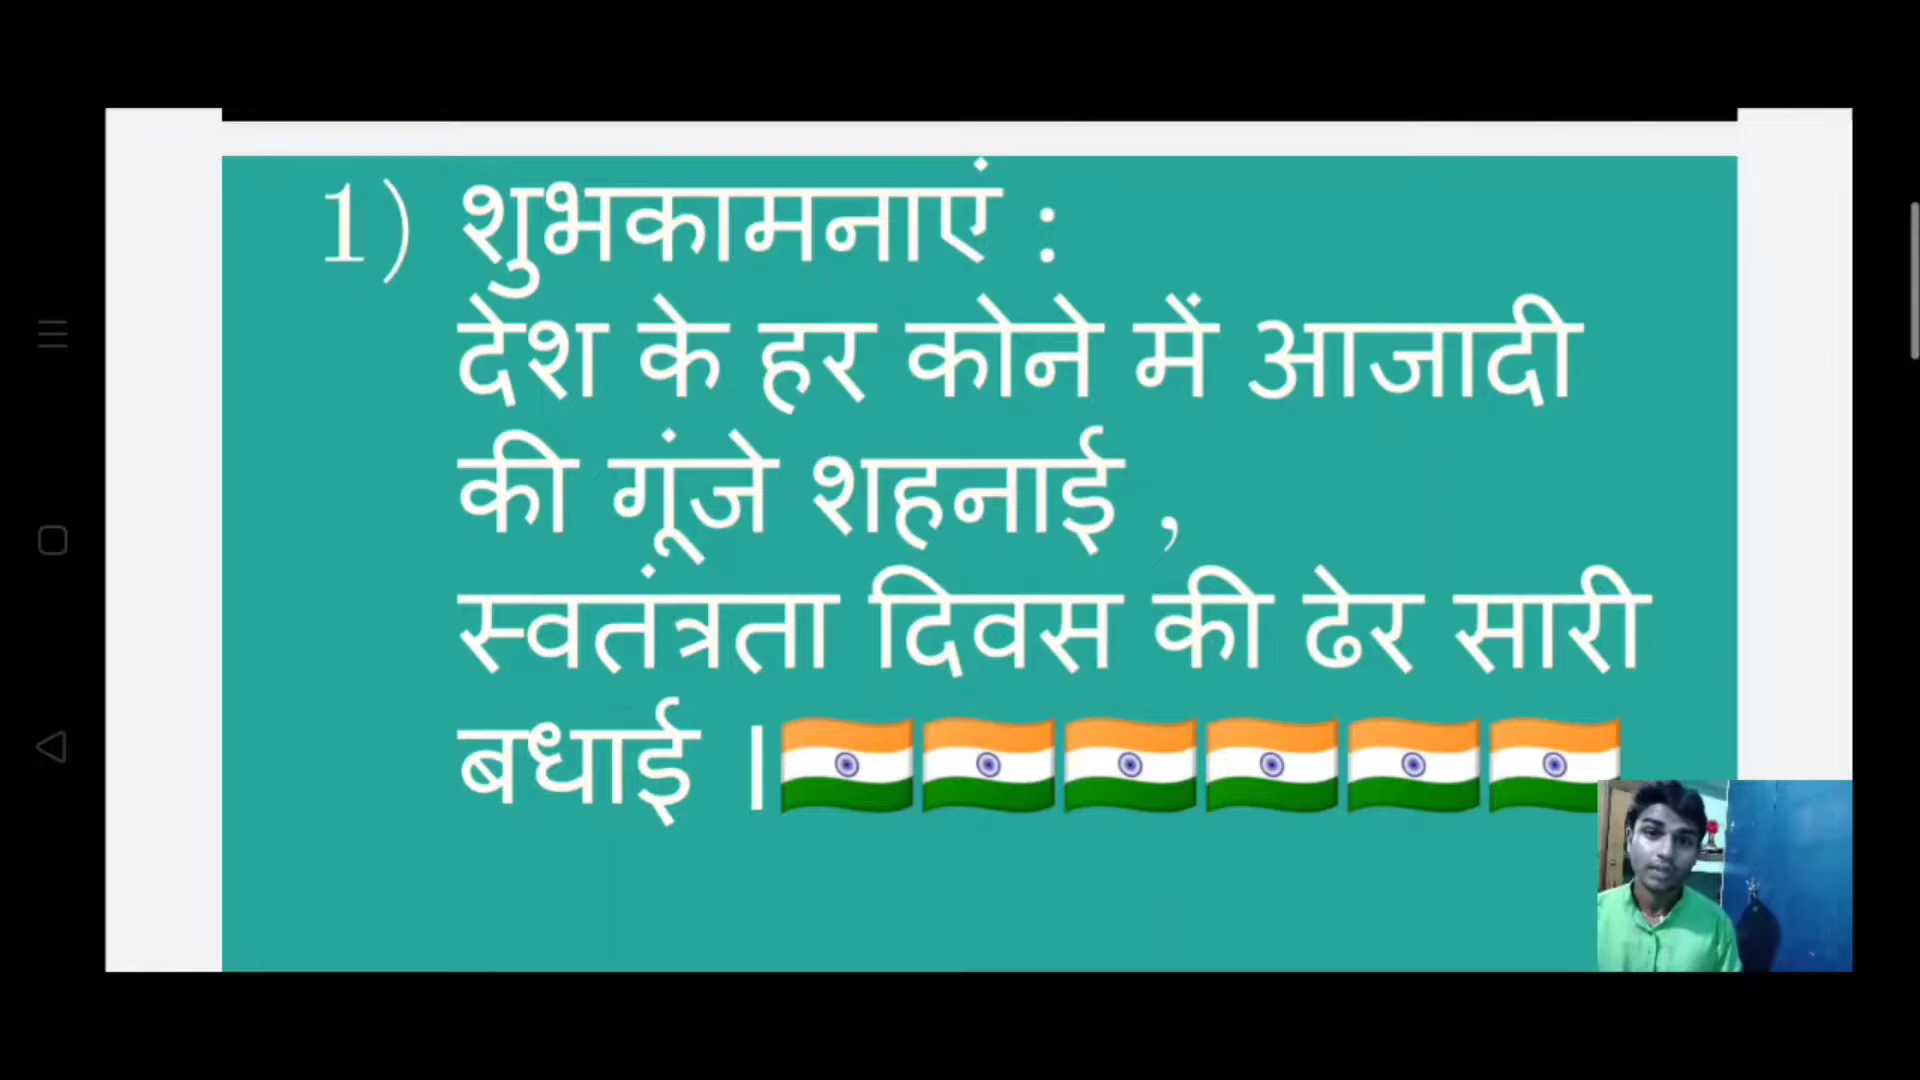 1) शुभकामनाएं :
देश के हर कोने में आजादी
की गूंजे शहनाई ,
स्वतंत्रता दिवस की ढेर सारी
बधाई ।🇮🇳🇮🇳🇮🇳🇮🇳🇮🇳🇮🇳